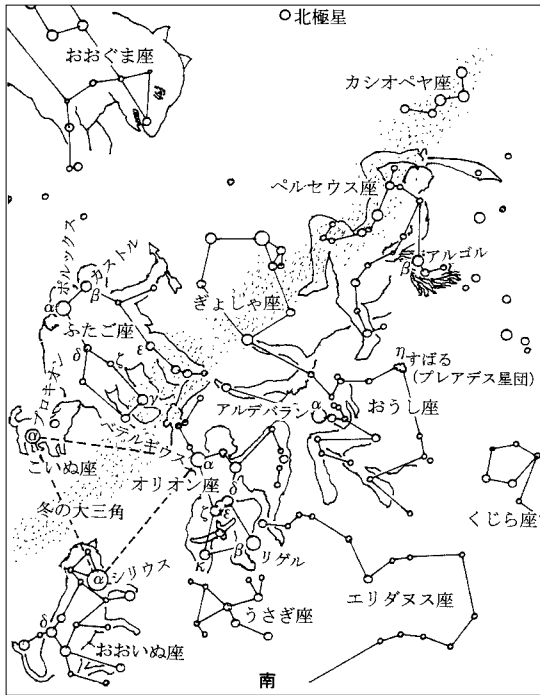 北極星
おおぐま座
カシオペヤ座
ペルセウス座
アルゴル
β
ポルックス
カストル
α
β
ぎょしゃ座
ふたご座
δ
ζ
ε
γ
ηすばる
(プレアデス星団)
アルデバラン
α
おうし座
プロキオン
α
こいぬ座
ベテルギウス
α
オリオン座
δ
ζ
ε
κ
β
リゲル
くじら座
冬の大三角
α
シリウス
δ
おおいぬ座
うさぎ座
エリダヌス座
南